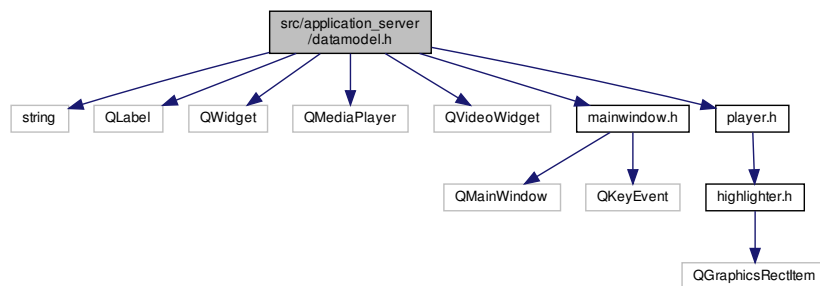 src/application_server
/datamodel.h
string
QLabel
QWidget
QMediaPlayer
QVideoWidget
mainwindow.h
player.h
QMainWindow
QKeyEvent
highlighter.h
QGraphicsRectItem